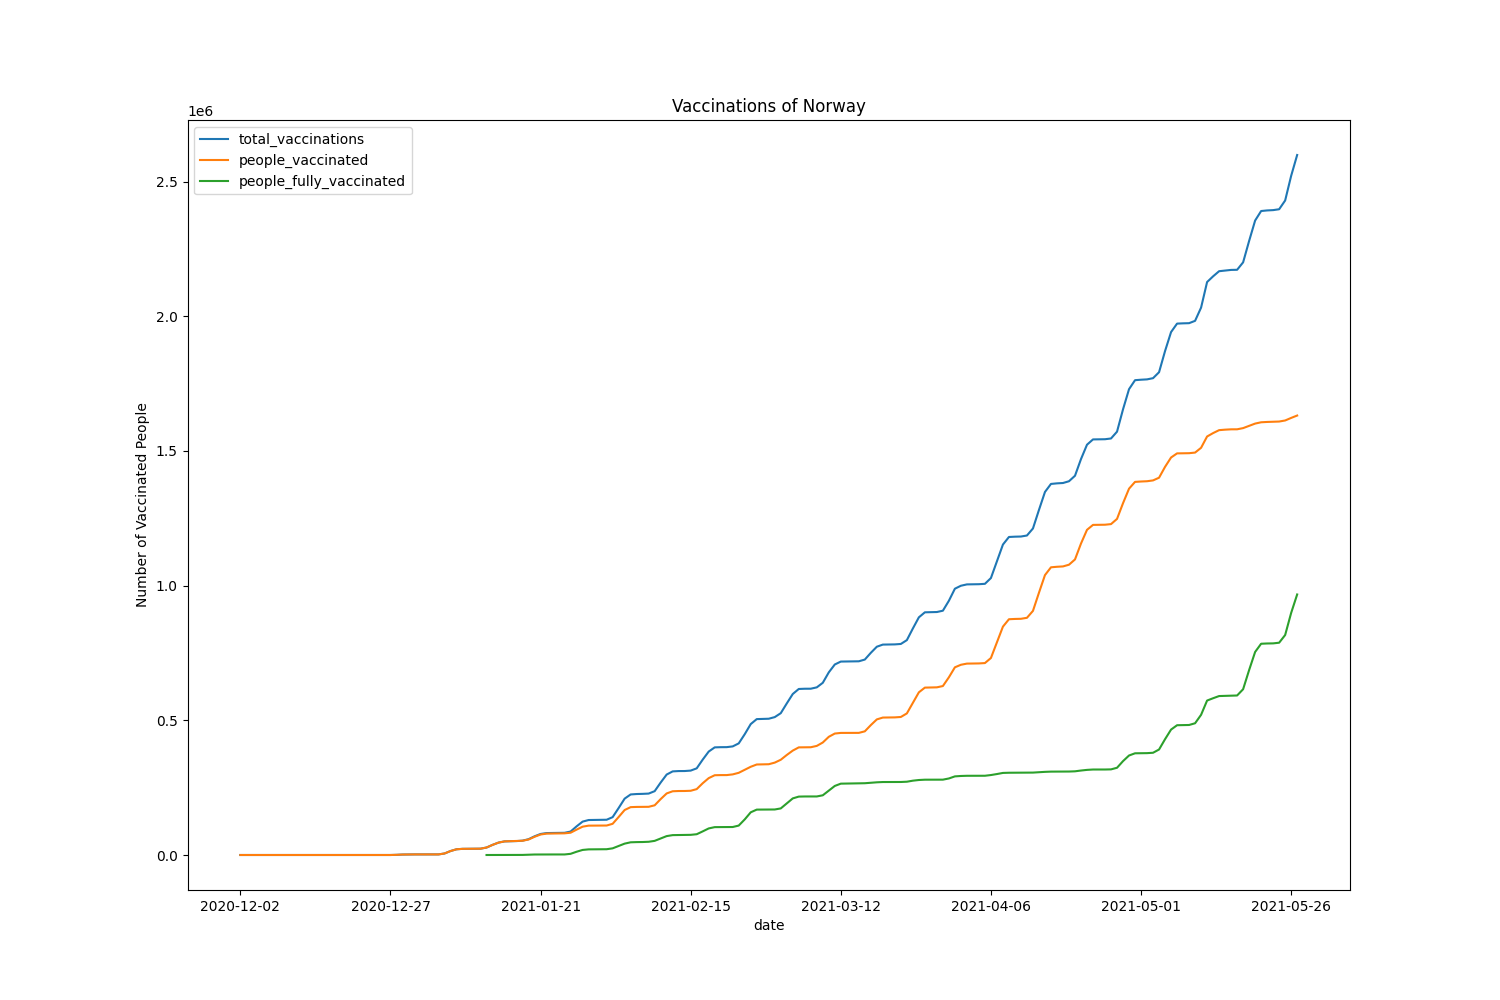 Vaccinations of Norway
1e6
total_vaccinations
people_vaccinated
people_fully_vaccinated
2.5
2.0
1.5
1.0
0.5
0.0
Number of Vaccinated People
2020-12-02 2020-12-27 2021-01-21 2021-02-15 2021-03-12 2021-04-06 2021-05-01 2021-05-26
date